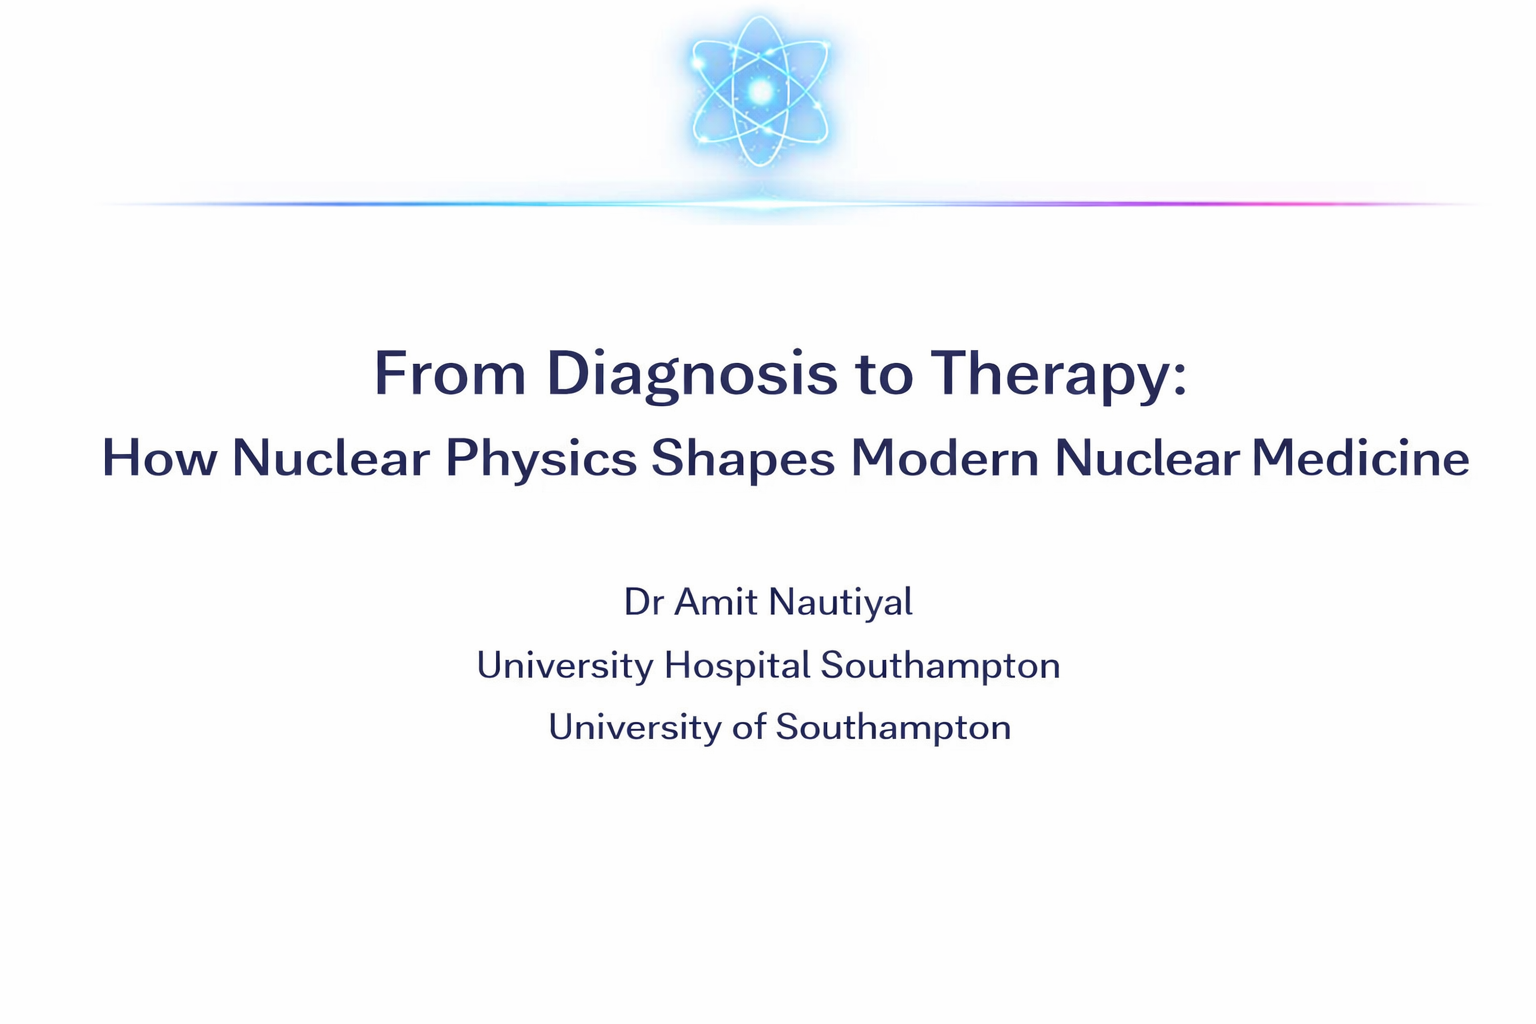 From Diagnosis to Therapy:
How Nuclear Physics Shapes Modern Nuclear Medicine
Dr Amit Nautiyal
University Hospital Southampton
University of Southampton